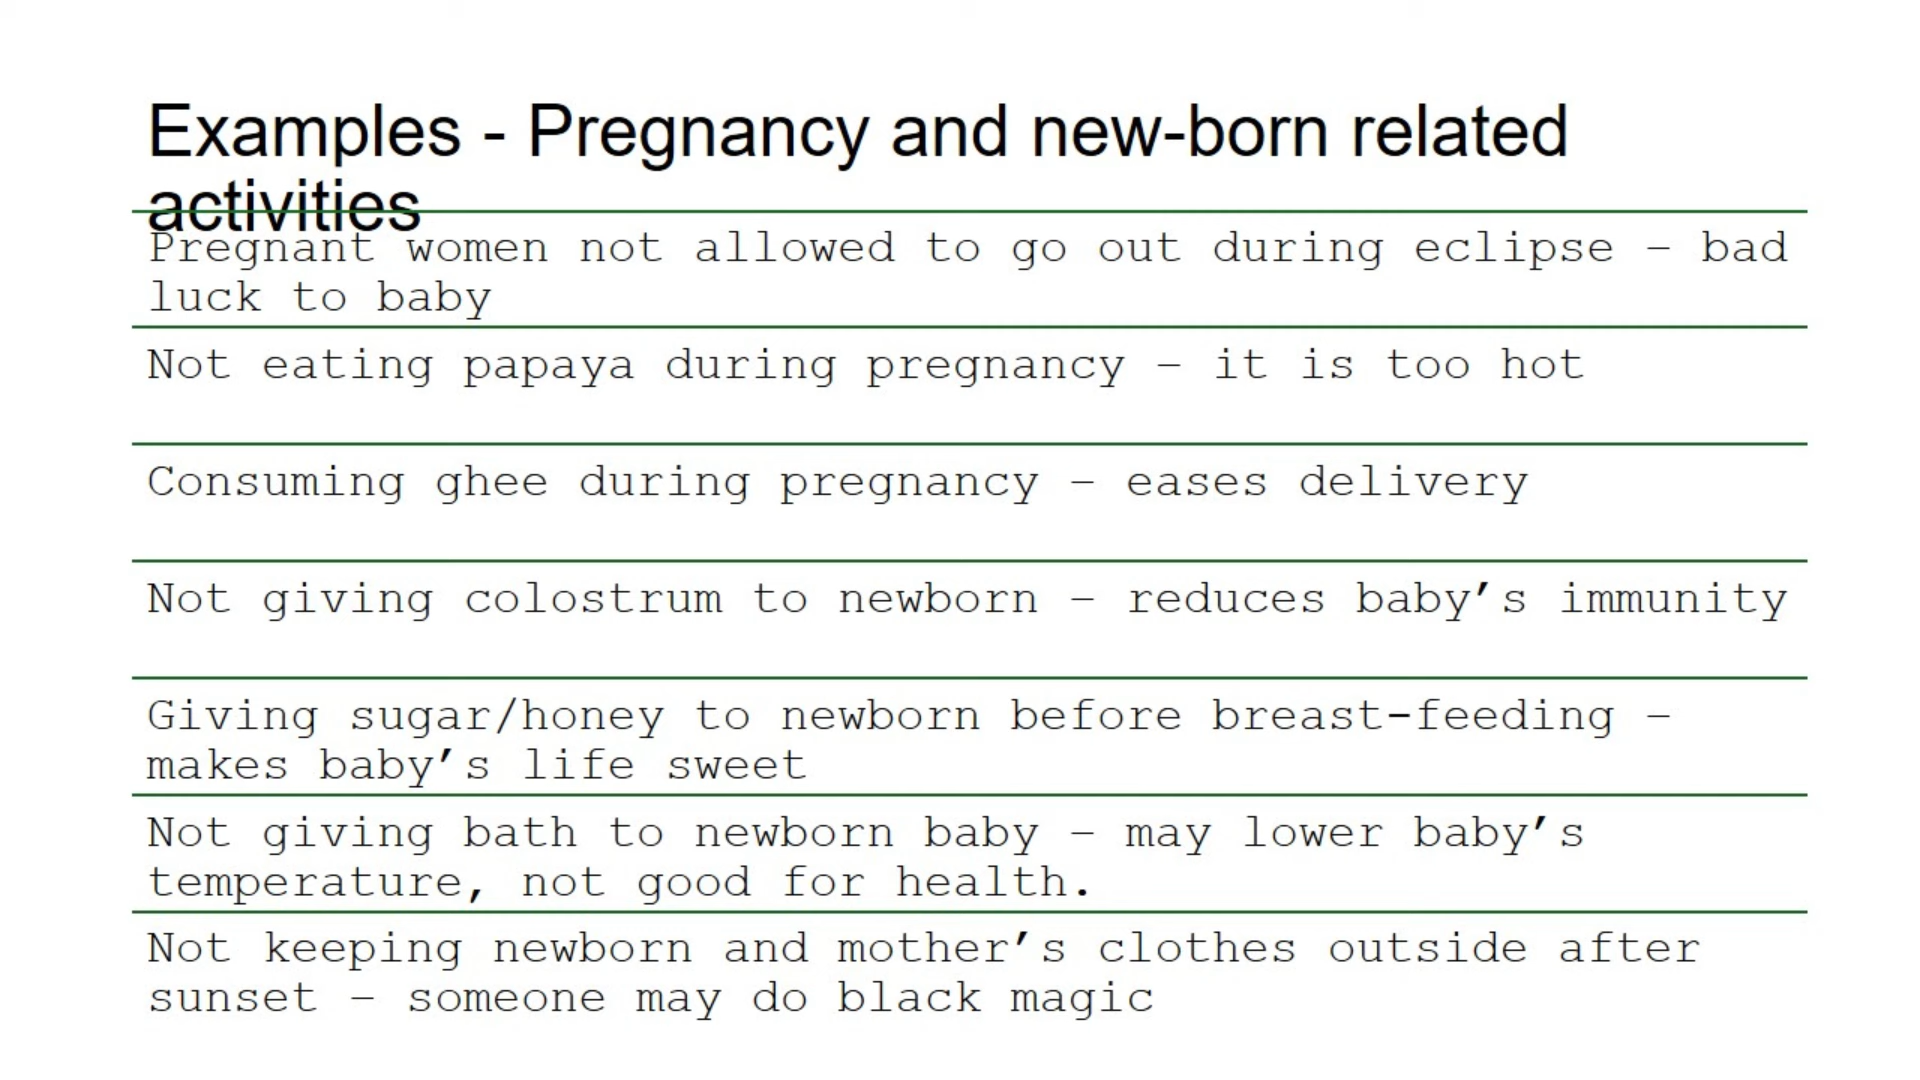 Examples - Pregnancy and new-born related
activities
Pregnant women not allowed to go out during eclipse – bad
luck to baby
Not eating papaya during pregnancy – it is too hot
Consuming ghee during pregnancy – eases delivery
Not giving colostrum to newborn – reduces baby’s immunity
Giving sugar/honey to newborn before breast-feeding –
makes baby’s life sweet
Not giving bath to newborn baby – may lower baby’s
temperature, not good for health.
Not keeping newborn and mother’s clothes outside after
sunset – someone may do black magic